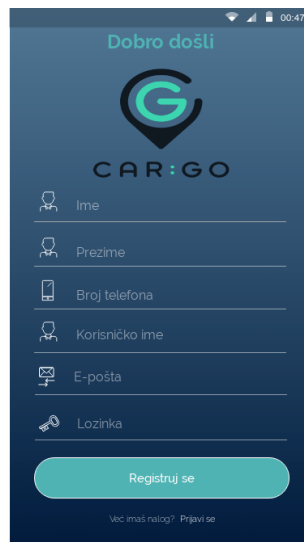 00:47
Dobro došli
CAR:GO
Ime
Prezime
Broj telefona
Korisničko ime
E-pošta
Lozinka
Registruj se
Već imaš nalog? Prijavi se